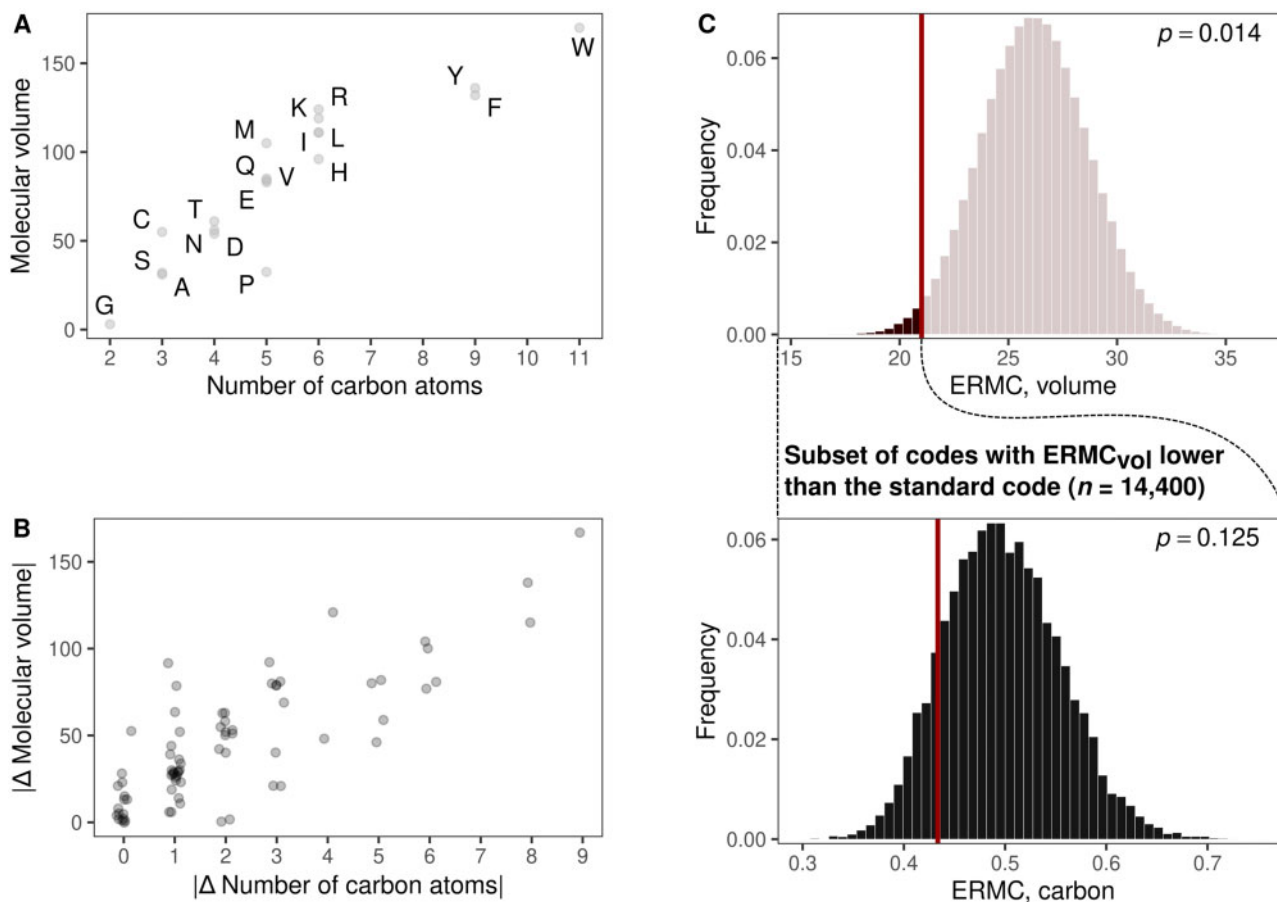 A
Molecular volume
150
100
50
0
G
S
C
A
T
N
D
P
M
Q
E
V
K
I
R
L
H
Y
F
W
2 3 4 5 6 7 8 9 10 11
Number of carbon atoms
B
|Δ Molecular volume|
150
100
50
0
0 1 2 3 4 5 6 7 8 9
|Δ Number of carbon atoms|
C
p = 0.014
Frequency
0.06
0.04
0.02
0.00
15 20 25 30 35
ERMC, volume
Subset of codes with ERMCvol lower
than the standard code (n = 14,400)
p = 0.125
Frequency
0.06
0.04
0.02
0.00
0.3 0.4 0.5 0.6 0.7
ERMC, carbon